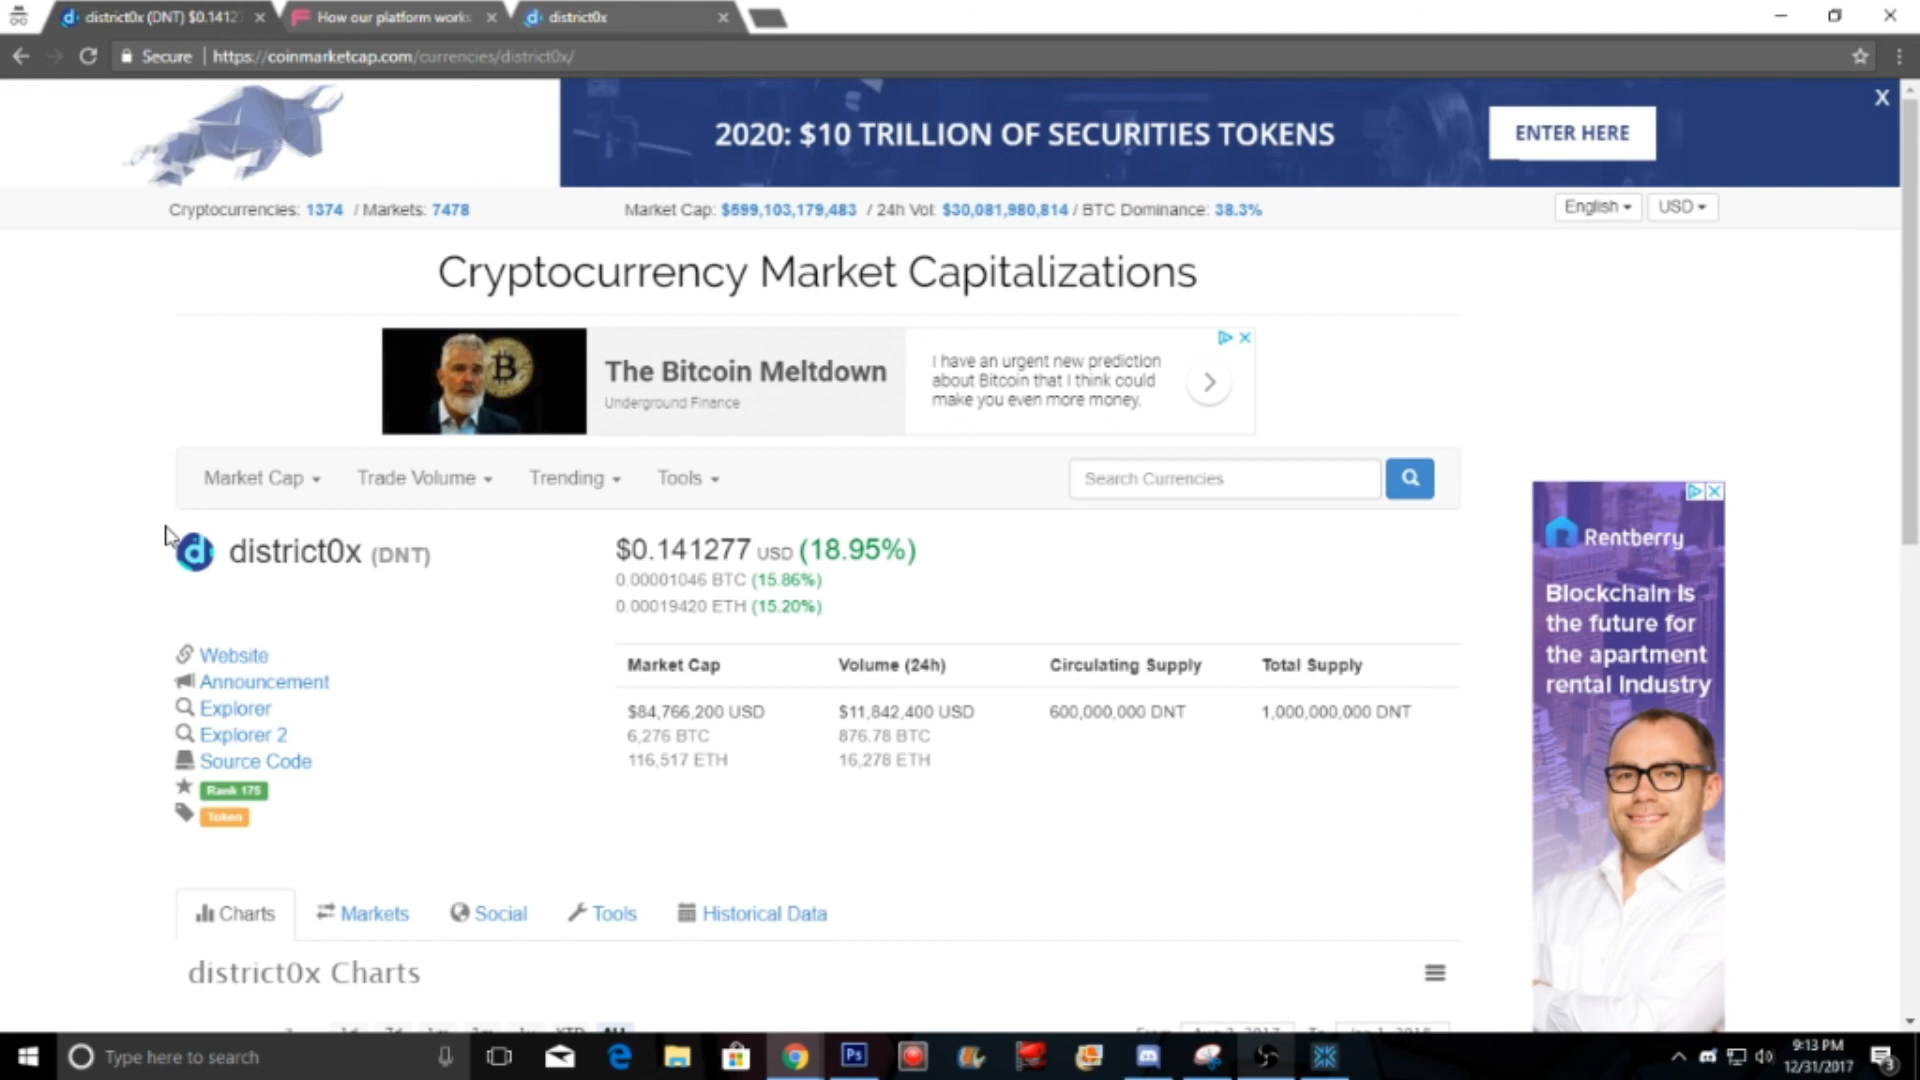 district0x (DNT) $0.1412
How our platform works
district0x
Secure
https://coinmarketcap.com/currencies/district0x/
2020: $10 TRILLION OF SECURITIES TOKENS
ENTER HERE
X
Cryptocurrencies: 1374 / Markets: 7478
Market Cap: $599,103,179,483 / 24h Vol: $30,081,980,814 / BTC Dominance: 38.3%
English
USD
Cryptocurrency Market Capitalizations
The Bitcoin Meltdown
Underground Finance
I have an urgent new prediction
about Bitcoin that I think could
make you even more money.
Market Cap
Trade Volume
Trending
Tools
Search Currencies
district0x (DNT)
$0.141277 USD (18.95%)
0.00001046 BTC (15.86%)
0.00019420 ETH (15.20%)
Website
Announcement
Explorer
Explorer 2
Source Code
Rank 175
Token
Market Cap Volume (24h) Circulating Supply Total Supply
$84,766,200 USD $11,842,400 USD 600,000,000 DNT 1,000,000,000 DNT
6,276 BTC 876.78 BTC
116,517 ETH 16,278 ETH
Rentberry
Blockchain is
the future for
the apartment
rental Industry
Charts
Markets
Social
Tools
Historical Data
district0x Charts
Type here to search
Ps
9:13 PM
12/31/2017
3